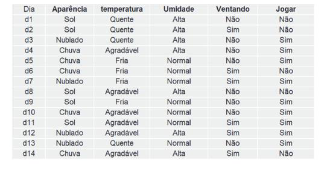 Dia Aparência temperatura Umidade Ventando Jogar
d1 Sol Quente Alta Não Não
d2 Sol Quente Alta Sim Não
d3 Nublado Quente Alta Não Sim
d4 Chuva Agradável Alta Não Sim
d5 Chuva Fria Normal Não Sim
d6 Chuva Fria Normal Sim Não
d7 Nublado Fria Normal Sim Sim
d8 Sol Agradável Alta Não Não
d9 Sol Fria Normal Não Sim
d10 Chuva Agradável Normal Não Sim
d11 Sol Agradável Normal Sim Sim
d12 Nublado Agradável Alta Sim Sim
d13 Nublado Quente Normal Não Sim
d14 Chuva Agradável Alta Sim Não